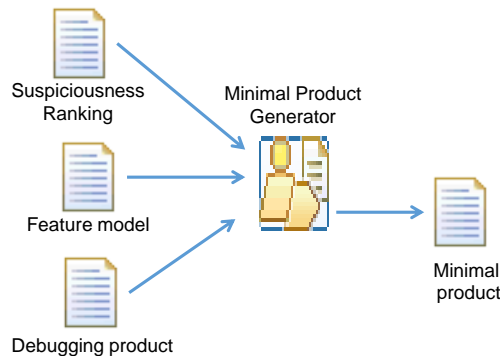 Suspiciousness
Ranking
Minimal Product
Generator
Feature model
Minimal
product
Debugging product